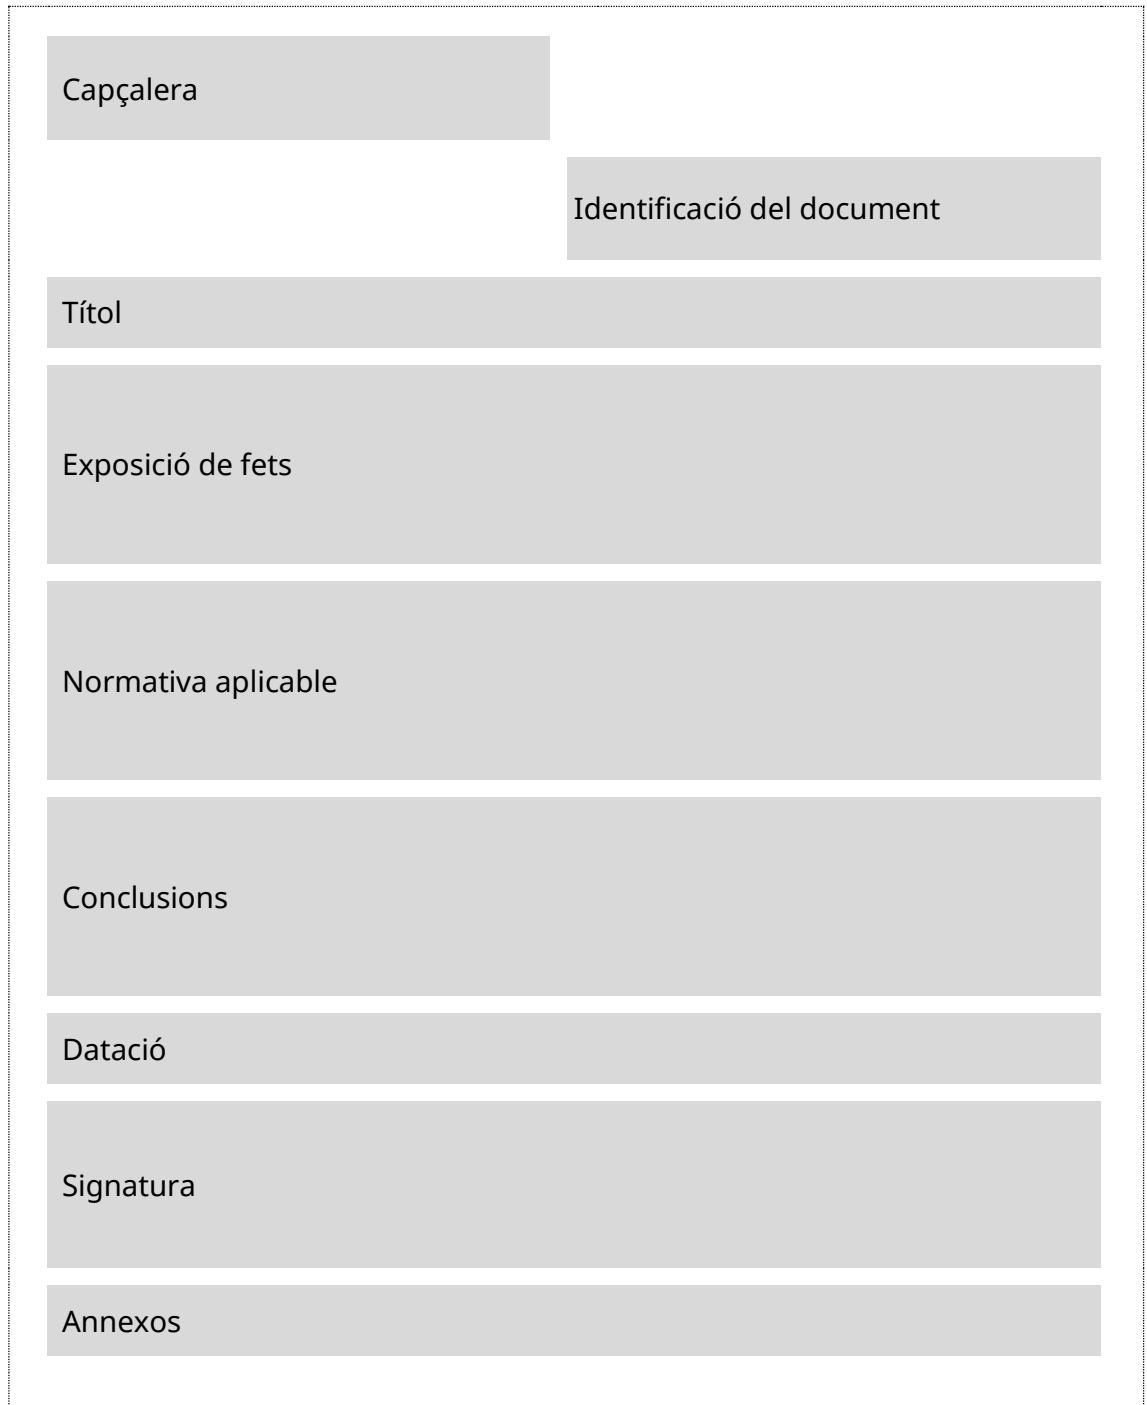 Capçalera
Identificació del document
Títol
Exposició de fets
Normativa aplicable
Conclusions
Datació
Signatura
Annexos